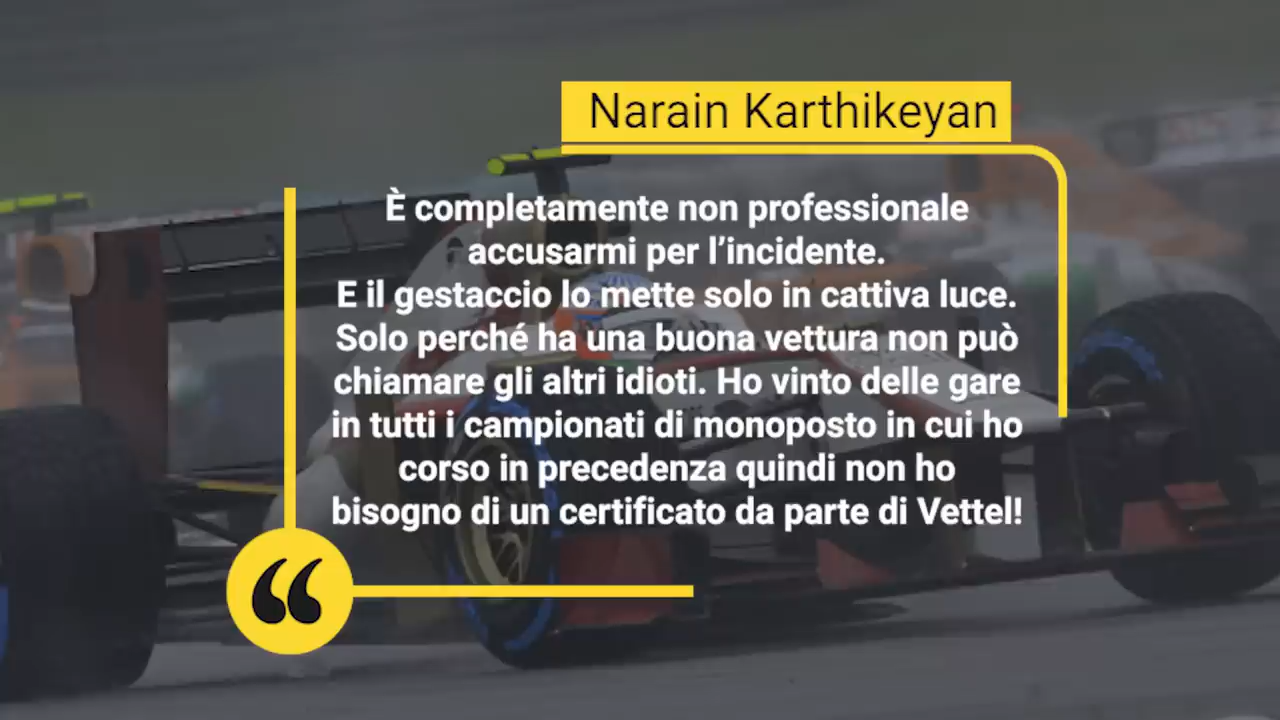 Narain Karthikeyan
È completamente non professionale
accusarmi per l’incidente.
E il gestaccio lo mette solo in cattiva luce.
Solo perché ha una buona vettura non può
chiamare gli altri idioti. Ho vinto delle gare
in tutti i campionati di monoposto in cui ho
corso in precedenza quindi non ho
bisogno di un certificato da parte di Vettel!
“